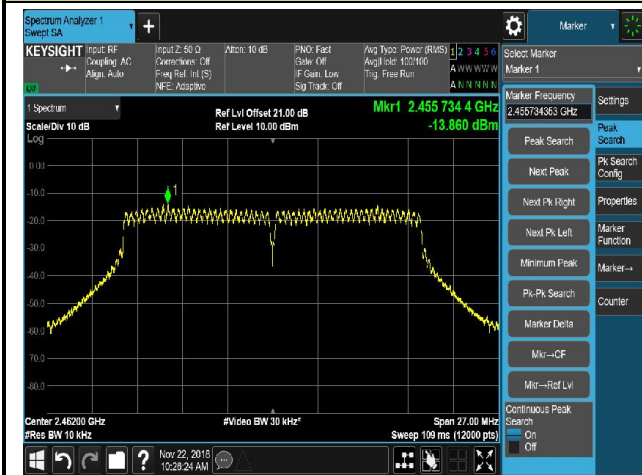 Spectrum Analyzer 1
Swept SA
+
Marker
KEYSIGHT
Input: RF
Coupling: AC
Align: Auto
Input Z: 50 Ω
Corrections: Off
Freq Ref: Int (S)
NFE: Adaptive
Atten: 10 dB
PNO: Fast
Gate: Off
IF Gain: Low
Sig Track: Off
Avg Type: Power (RMS)
Avg|Hold: 100/100
Trig: Free Run
1 2 3 4 5 6
A W W W W W
A N N N N N
LXI
Select Marker
Marker 1
1 Spectrum
Scale/Div 10 dB
Log
Ref Lvl Offset 21.00 dB
Ref Level 10.00 dBm
Mkr1 2.455 734 4 GHz
-13.860 dBm
1
0.00
-10.0
-20.0
-30.0
-40.0
-50.0
-60.0
-70.0
-80.0
Center 2.46200 GHz
#Res BW 10 kHz
#Video BW 30 kHz*
Span 27.00 MHz
Sweep 109 ms (12000 pts)
Marker Frequency
2.455734353 GHz
Peak Search
Next Peak
Next Pk Right
Next Pk Left
Minimum Peak
Pk-Pk Search
Marker Delta
Mkr→CF
Mkr→Ref Lvl
Continuous Peak
Search
On
Off
Settings
Peak
Search
Pk Search
Config
Properties
Marker
Function
Marker→
Counter
?
Nov 22, 2018
10:26:24 AM